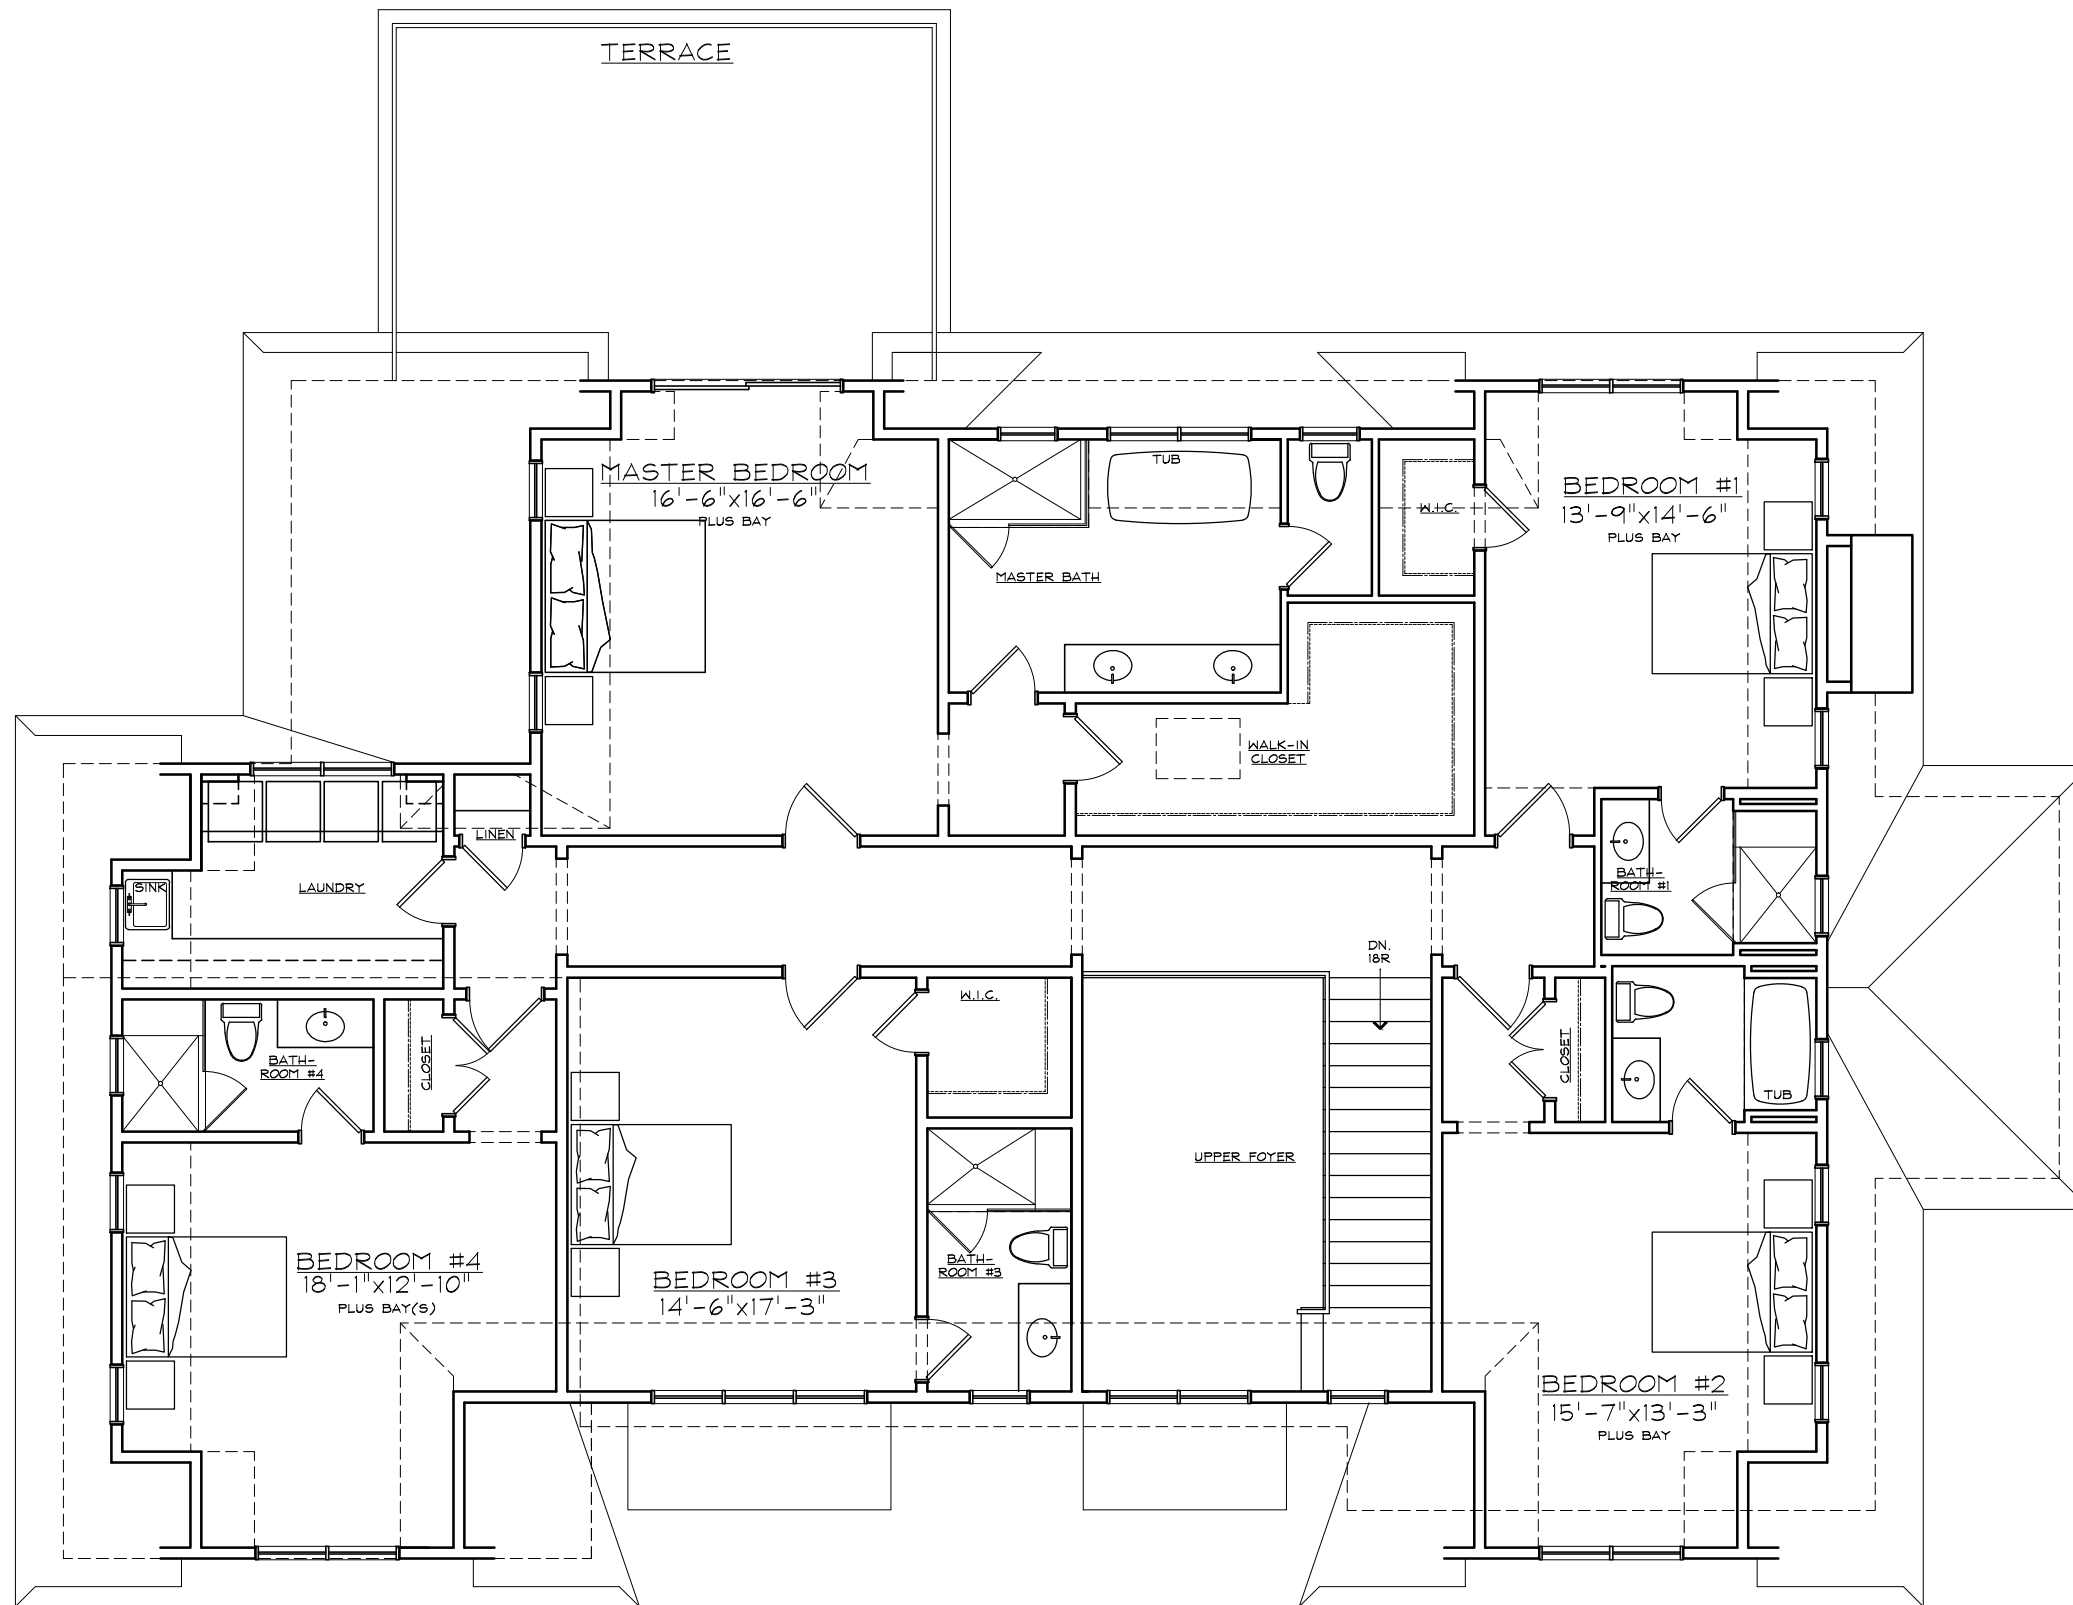 TERRACE
MASTER BEDROOM
16'-6"x16'-6"
PLUS BAY
TUB
MASTER BATH
W.I.C.
BEDROOM #1
13'-9"x14'-6"
PLUS BAY
WALK-IN
CLOSET
LINEN
SINK
LAUNDRY
BATH-
ROOM #1
DN.
18R
W.I.C.
CLOSET
BATH-
ROOM #4
CLOSET
TUB
UPPER FOYER
BATH-
ROOM #3
BEDROOM #4
18'-1"x12'-10"
PLUS BAY(S)
BEDROOM #3
14'-6"x17'-3"
BEDROOM #2
15'-7"x13'-3"
PLUS BAY